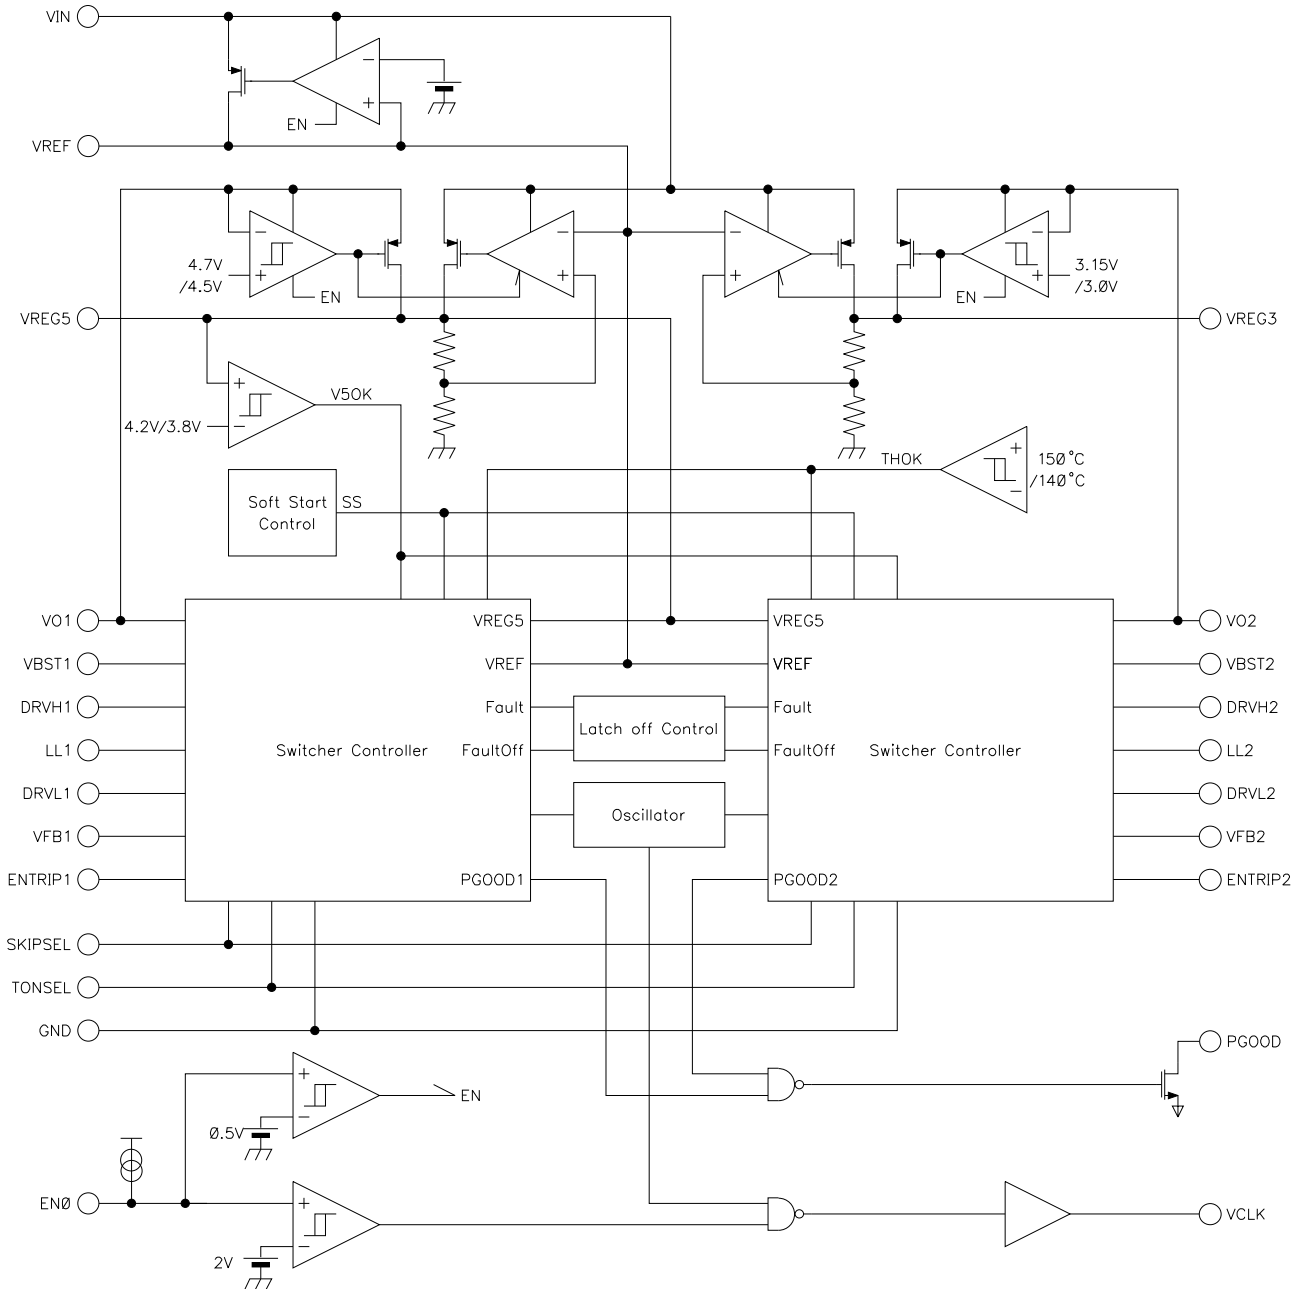 VIN
−
+
EN
VREF
−
4.7V
/4.5V
+
EN
−
+
−
+
−
3.15V
/3.0V
+
EN
VREG5
VREG3
+
V5OK
4.2V/3.8V
−
THOK
+
150°C
/140°C
−
Soft Start
Control
SS
VO1
VREG5
VREG5
VO2
VBST1
VREF
VREF
VBST2
DRVH1
Fault
Latch off Control
Fault
DRVH2
LL1
Switcher Controller
FaultOff
FaultOff
Switcher Controller
LL2
DRVL1
Oscillator
DRVL2
VFB1
VFB2
ENTRIP1
PGOOD1
PGOOD2
ENTRIP2
SKIPSEL
TONSEL
GND
PGOOD
+
EN
−
0.5V
EN0
+
VCLK
−
2V